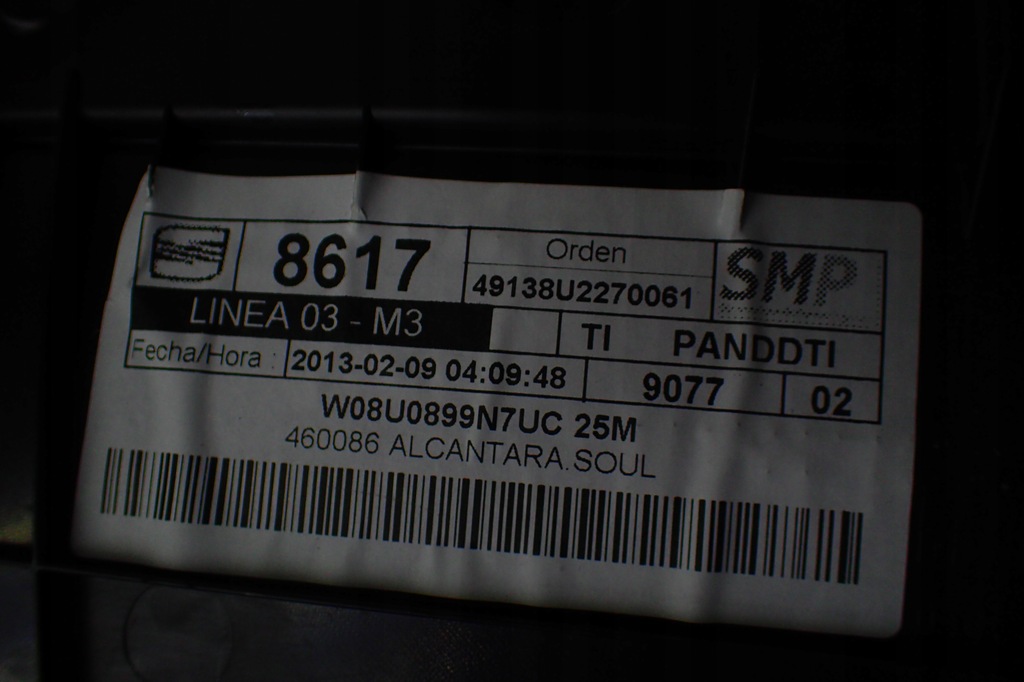 8617
Orden
49138U2270061
SMP
LINEA 03 - M3
TI PANDDTI
Fecha/Hora : 2013-02-09 04:09:48
9077 02
W08U0899N7UC 25M
460086 ALCANTARA.SOUL